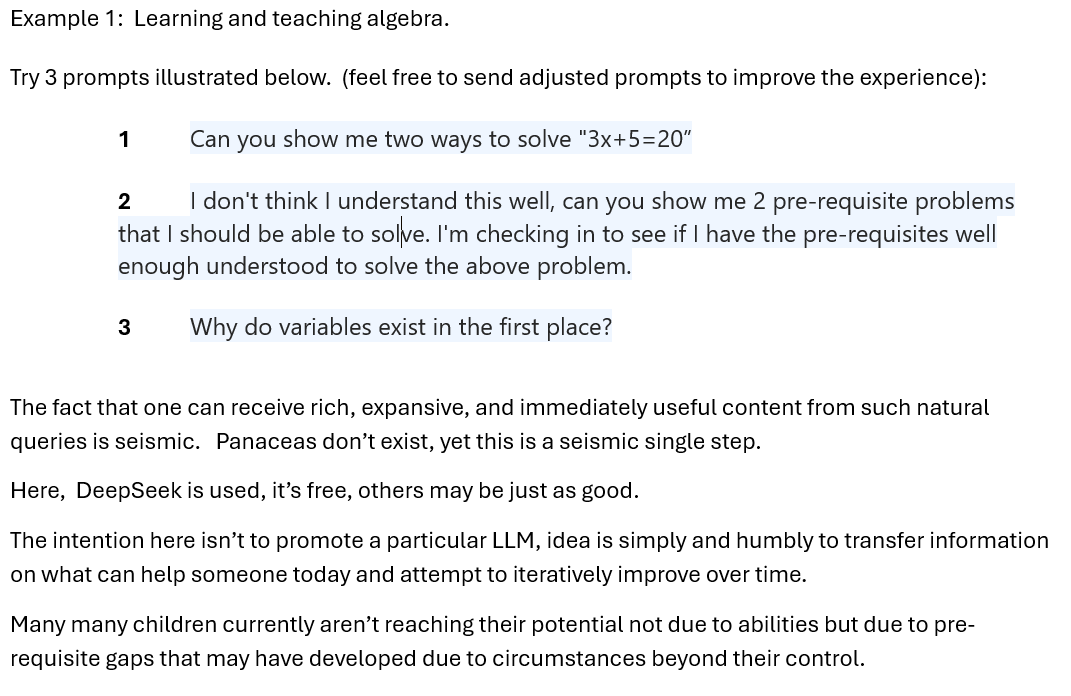 Example 1:  Learning and teaching algebra.
Try 3 prompts illustrated below.  (feel free to send adjusted prompts to improve the experience):
1 Can you show me two ways to solve "3x+5=20”
2 I don't think I understand this well, can you show me 2 pre-requisite problems
that I should be able to solve. I'm checking in to see if I have the pre-requisites well
enough understood to solve the above problem.
3 Why do variables exist in the first place?
The fact that one can receive rich, expansive, and immediately useful content from such natural
queries is seismic.   Panaceas don’t exist, yet this is a seismic single step.
Here,  DeepSeek is used, it’s free, others may be just as good.
The intention here isn’t to promote a particular LLM, idea is simply and humbly to transfer information
on what can help someone today and attempt to iteratively improve over time.
Many many children currently aren’t reaching their potential not due to abilities but due to pre-
requisite gaps that may have developed due to circumstances beyond their control.